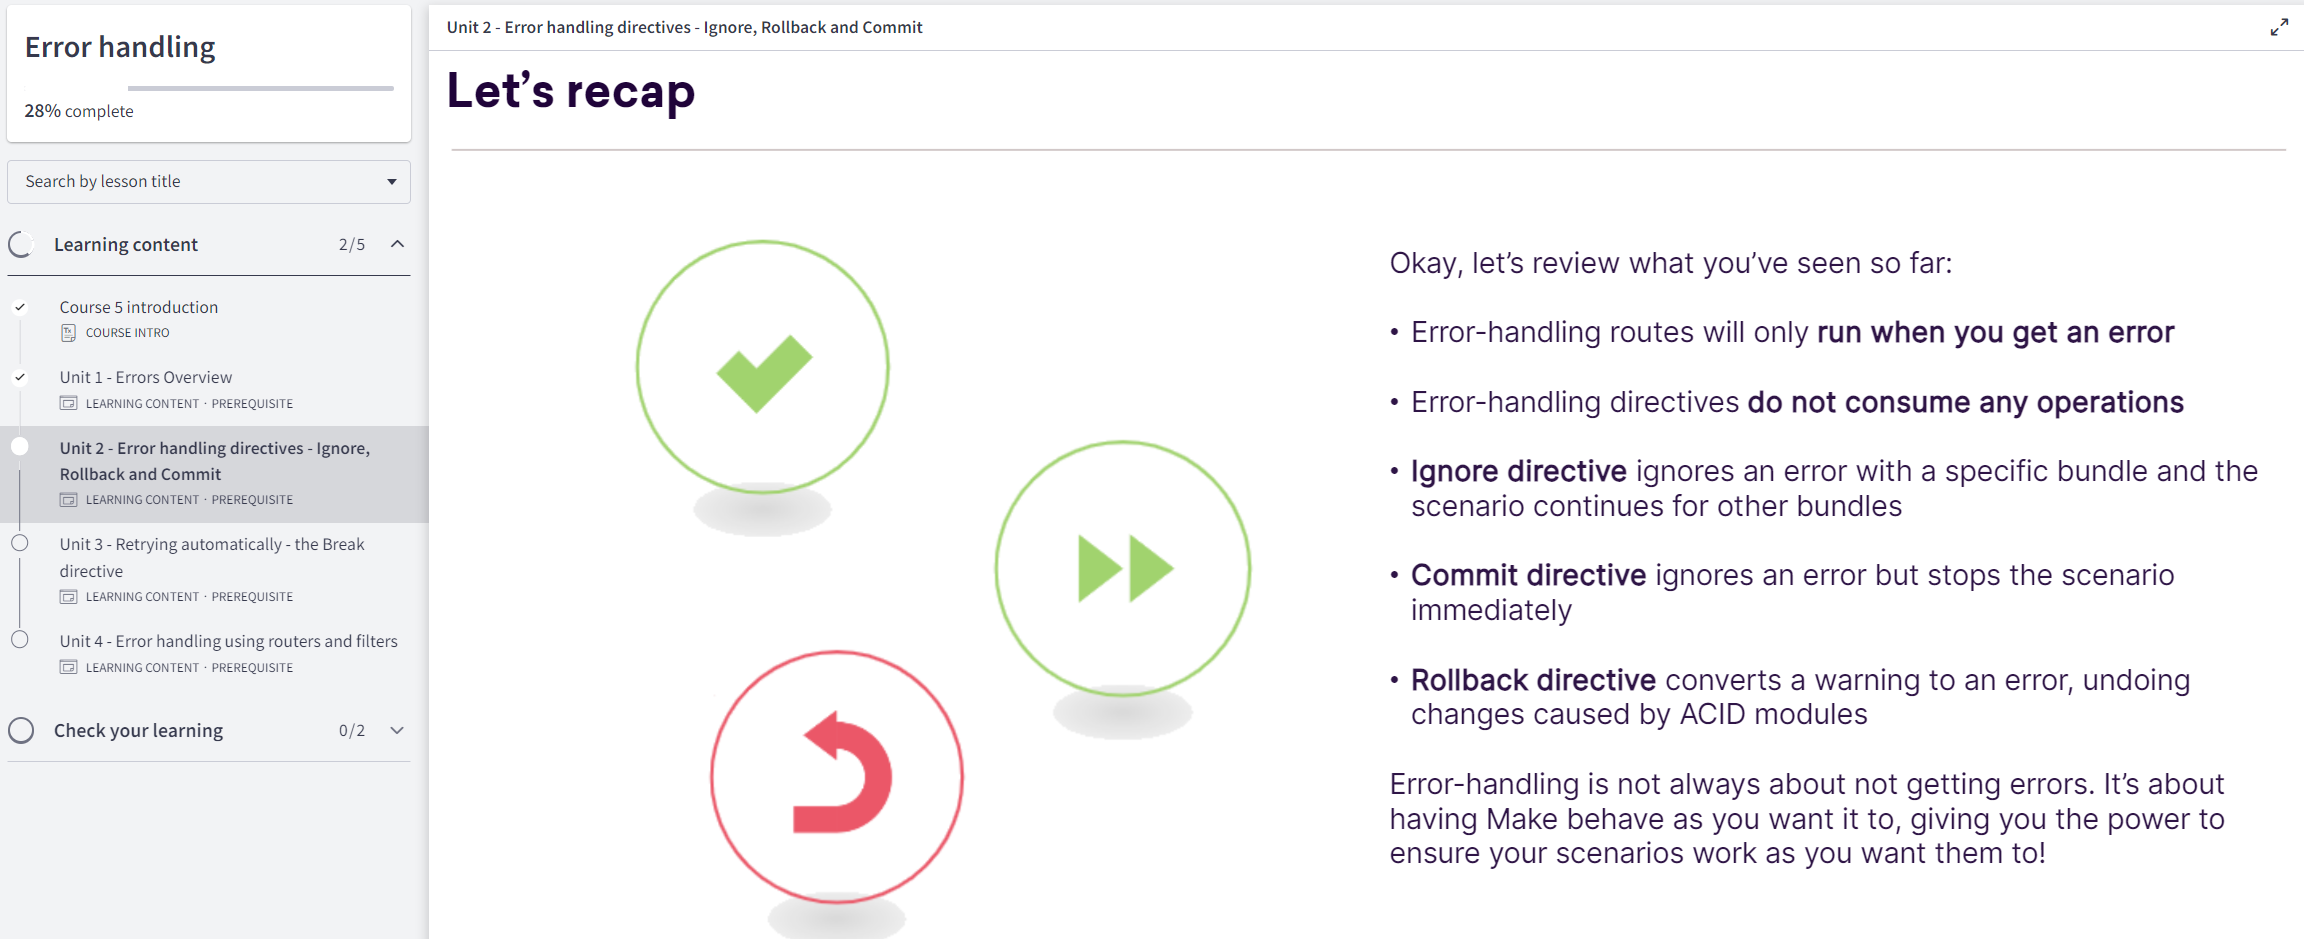 Error handling
28% complete
Search by lesson title
Learning content 2/5
Course 5 introduction
COURSE INTRO
Unit 1 - Errors Overview
LEARNING CONTENT · PREREQUISITE
Unit 2 - Error handling directives - Ignore,
Rollback and Commit
LEARNING CONTENT · PREREQUISITE
Unit 3 - Retrying automatically - the Break
directive
LEARNING CONTENT · PREREQUISITE
Unit 4 - Error handling using routers and filters
LEARNING CONTENT · PREREQUISITE
Check your learning 0/2
Unit 2 - Error handling directives - Ignore, Rollback and Commit
Let’s recap
Okay, let’s review what you’ve seen so far:
• Error-handling routes will only run when you get an error
• Error-handling directives do not consume any operations
• Ignore directive ignores an error with a specific bundle and the
scenario continues for other bundles
• Commit directive ignores an error but stops the scenario
immediately
• Rollback directive converts a warning to an error, undoing
changes caused by ACID modules
Error-handling is not always about not getting errors. It’s about
having Make behave as you want it to, giving you the power to
ensure your scenarios work as you want them to!